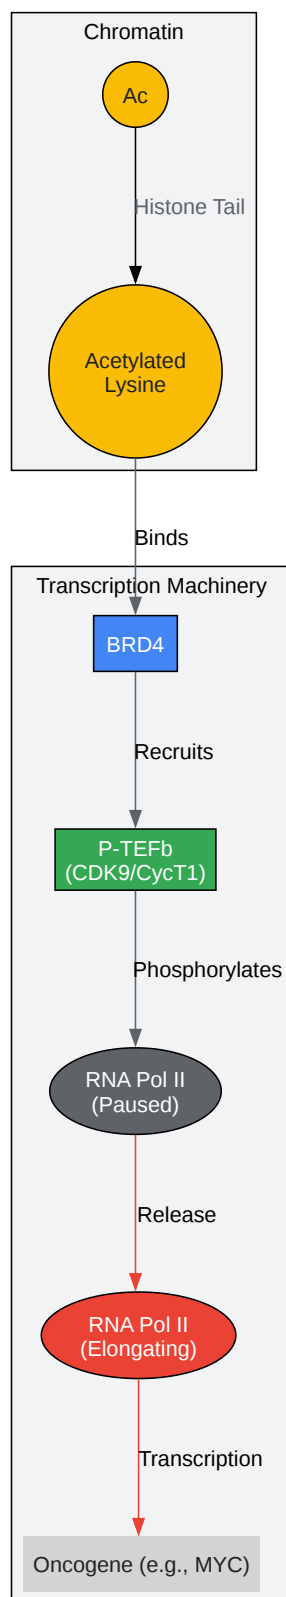 Chromatin
Ac
Histone Tail
Acetylated
Lysine
Binds
Transcription Machinery
BRD4
Recruits
P-TEFb
(CDK9/CycT1)
Phosphorylates
RNA Pol II
(Paused)
Release
RNA Pol II
(Elongating)
Transcription
Oncogene (e.g., MYC)